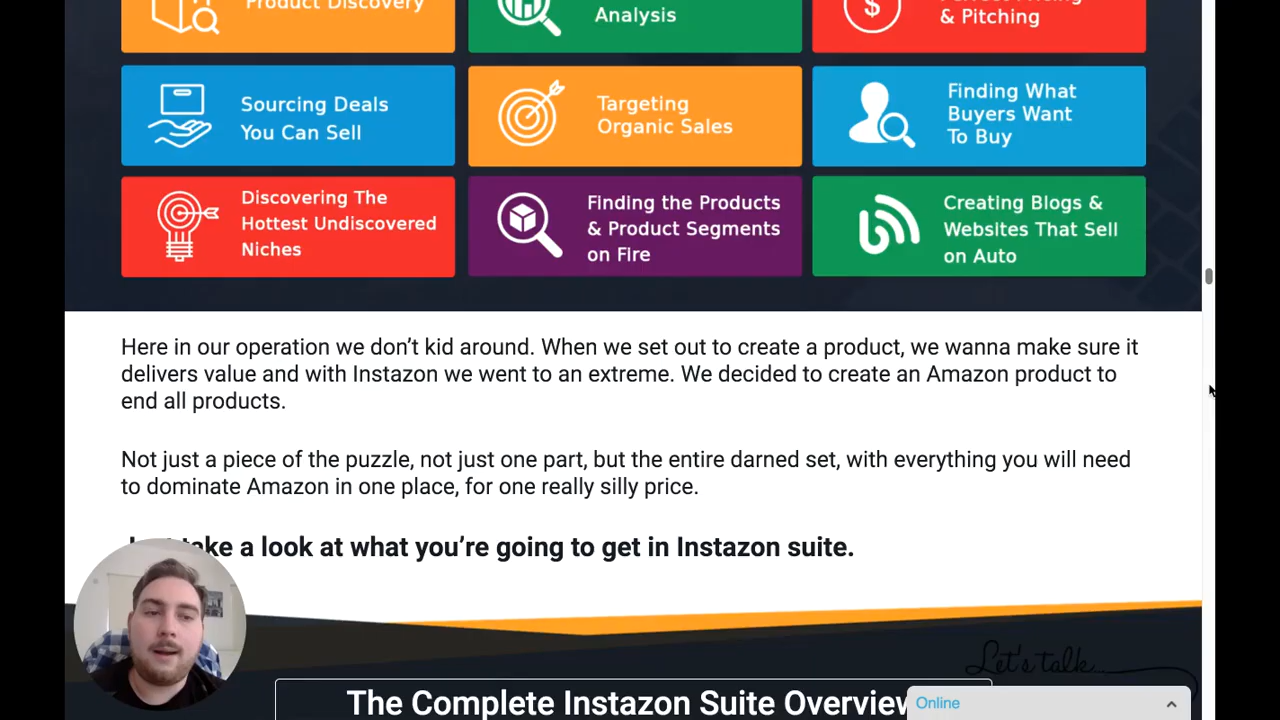 Product Discovery
Analysis
& Pitching
Sourcing Deals
You Can Sell
Targeting
Organic Sales
Finding What
Buyers Want
To Buy
Discovering The
Hottest Undiscovered
Niches
Finding the Products
& Product Segments
on Fire
Creating Blogs &
Websites That Sell
on Auto
Here in our operation we don’t kid around. When we set out to create a product, we wanna make sure it
delivers value and with Instazon we went to an extreme. We decided to create an Amazon product to
end all products.
Not just a piece of the puzzle, not just one part, but the entire darned set, with everything you will need
to dominate Amazon in one place, for one really silly price.
take a look at what you’re going to get in Instazon suite.
Let's talk
The Complete Instazon Suite Overview
Online